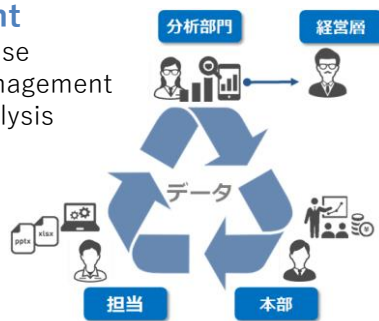 nt
se
nagement
lysis
分析部門
経営層
データ
pptx
xlsx
担当
本部